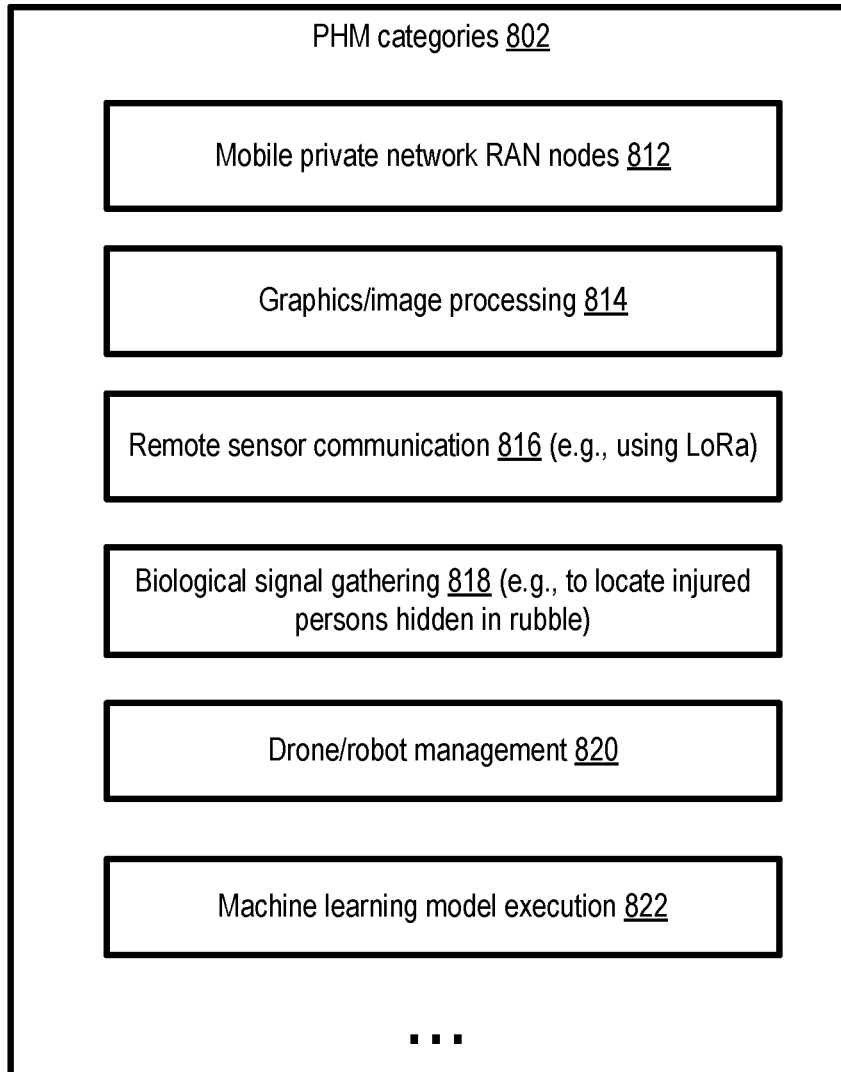 PHM categories 802
Mobile private network RAN nodes 812
Graphics/image processing 814
Remote sensor communication 816 (e.g., using LoRa)
Biological signal gathering 818 (e.g., to locate injured
persons hidden in rubble)
Drone/robot management 820
Machine learning model execution 822
...